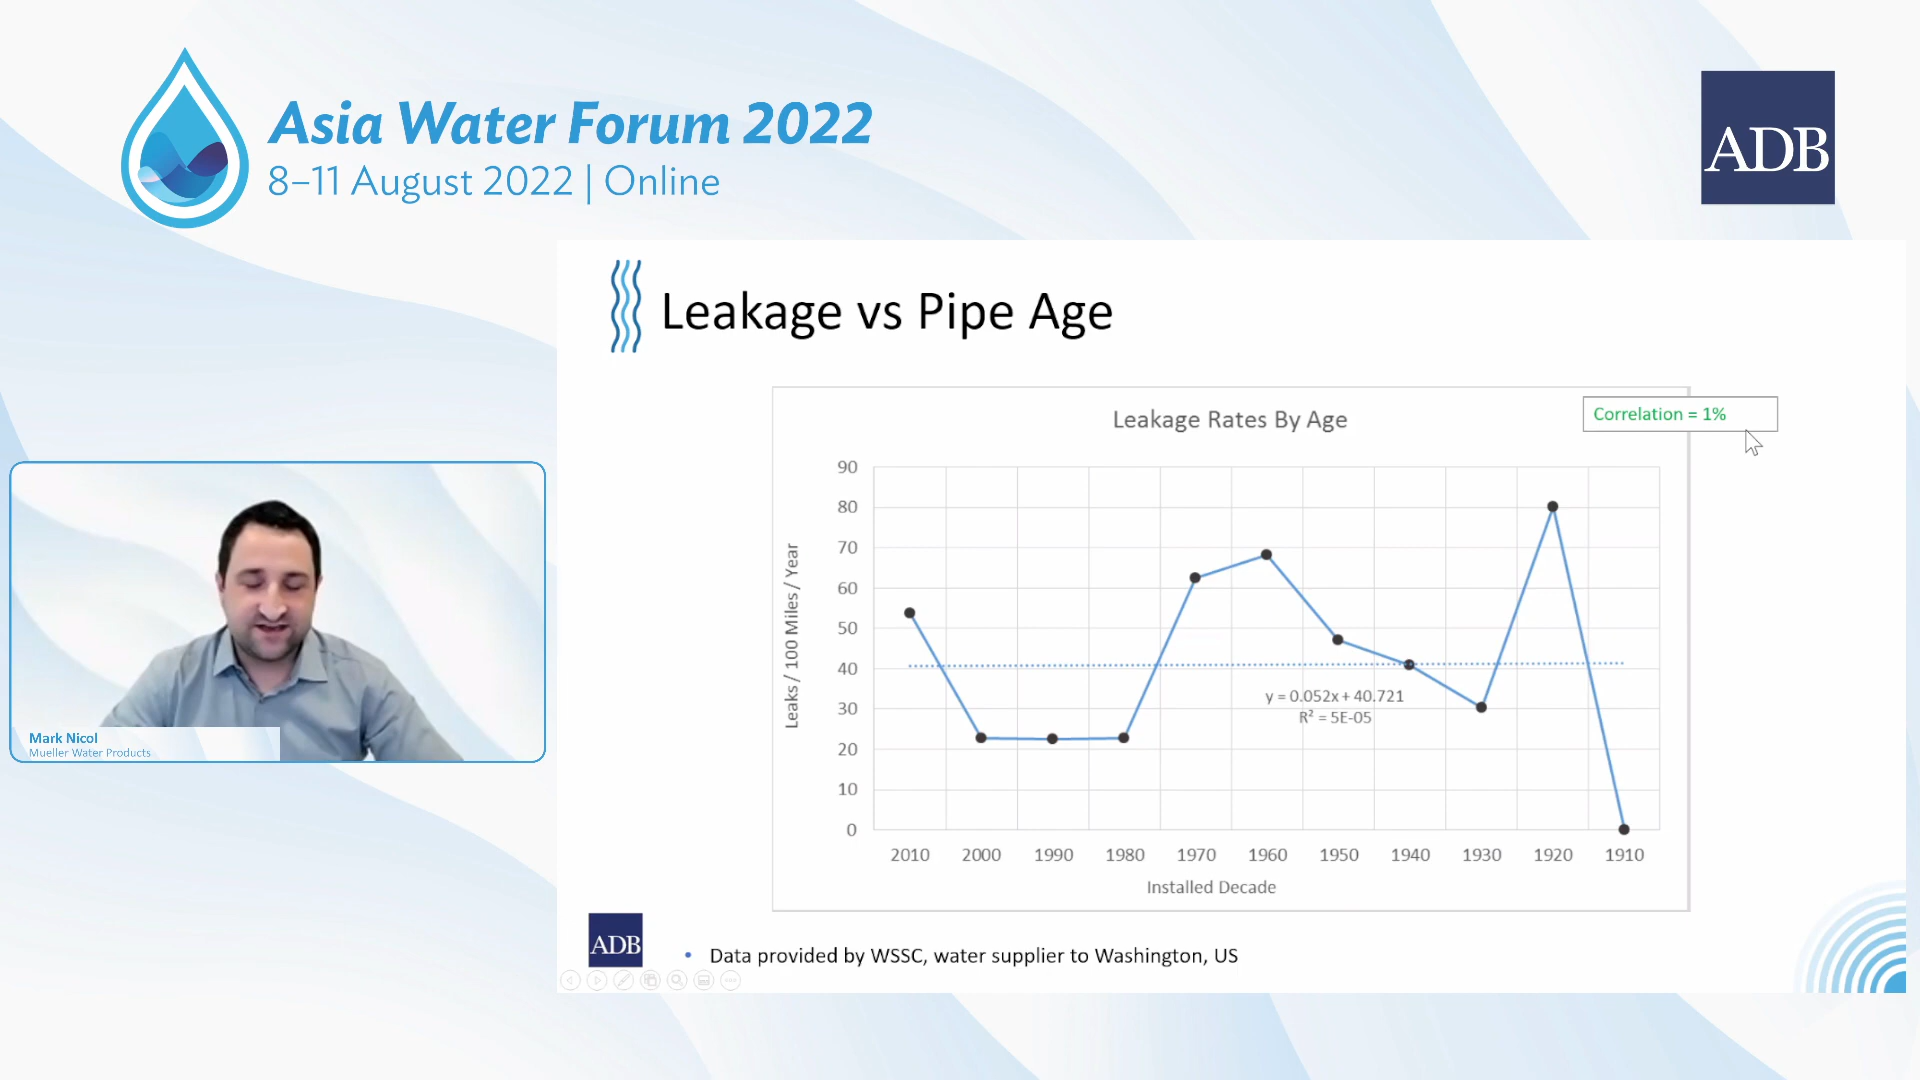 Asia Water Forum 2022
8–11 August 2022 | Online
ADB
Leakage vs Pipe Age
Correlation = 1%
Leakage Rates By Age
90
80
70
60
50
40
30
20
10
0
Leaks / 100 Miles / Year
y = 0.052x + 40.721
R² = 5E-05
2010 2000 1990 1980 1970 1960 1950 1940 1930 1920 1910
Installed Decade
Mark Nicol
Mueller Water Products
ADB
• Data provided by WSSC, water supplier to Washington, US